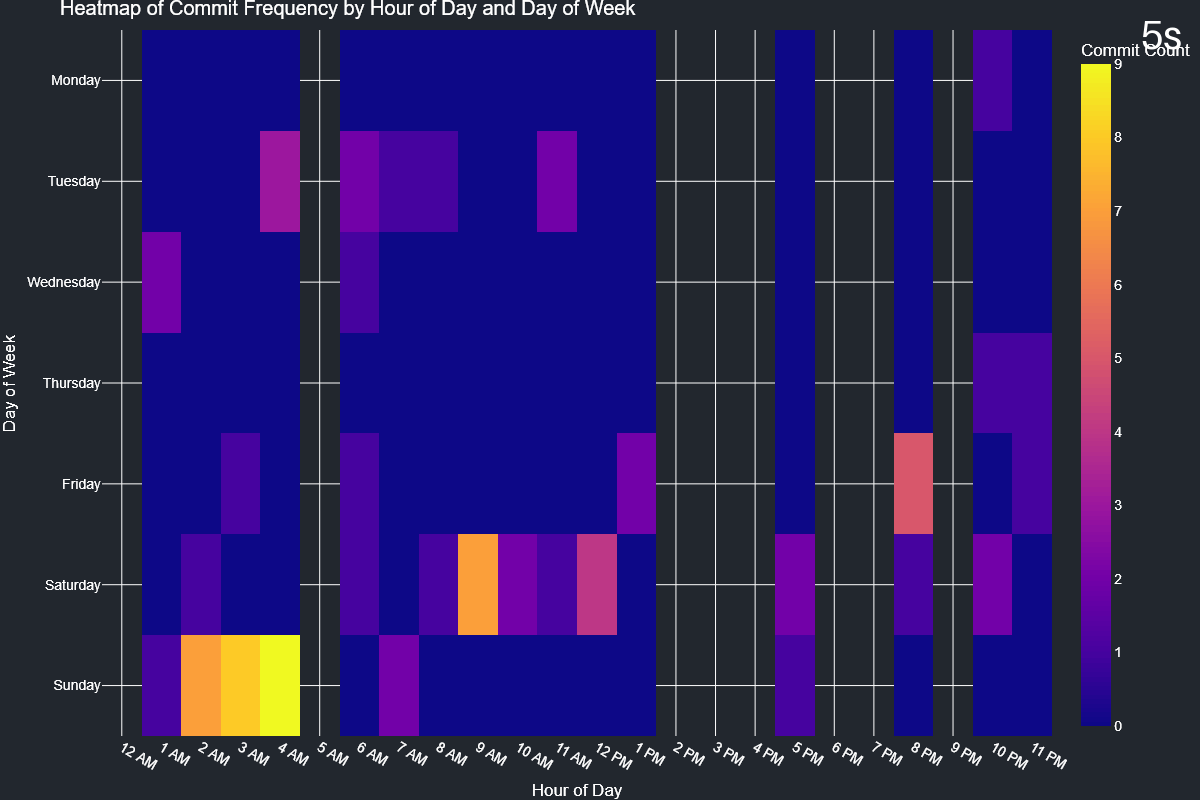 Heatmap of Commit Frequency by Hour of Day and Day of Week
5s
Commit Count
9
8
7
6
5
4
3
2
1
0
Day of Week
Monday
Tuesday
Wednesday
Thursday
Friday
Saturday
Sunday
12 AM
1 AM
2 AM
3 AM
4 AM
5 AM
6 AM
7 AM
8 AM
9 AM
10 AM
11 AM
12 PM
1 PM
2 PM
3 PM
4 PM
5 PM
6 PM
7 PM
8 PM
9 PM
10 PM
11 PM
Hour of Day